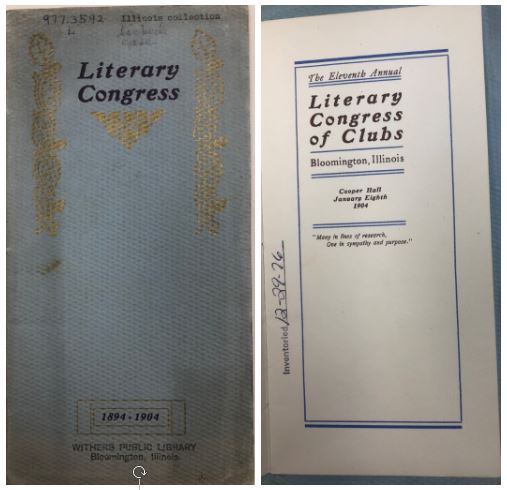 977.3592 Illinois collection
L
Literary
Congress
1894 - 1904
WITHERS PUBLIC LIBRARY
Bloomington, Illinois.
The Eleventh Annual
Literary
Congress
of Clubs
Bloomington, Illinois
Cooper Hall
January Eighth
1904
"Many in lines of research,
One in sympathy and purpose."
Inventoried 12-29-76